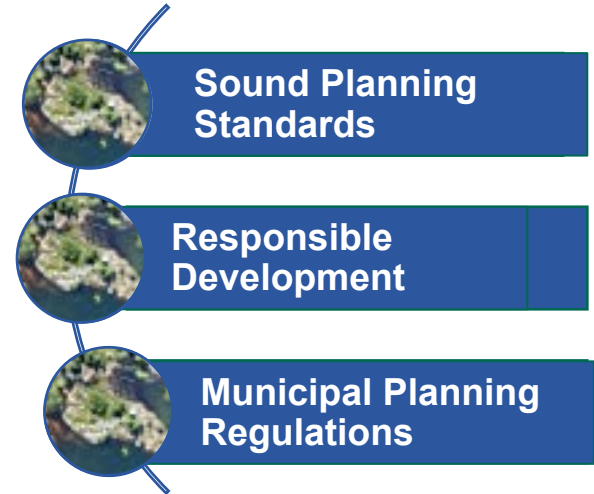 Sound Planning
Standards
Responsible
Development
Municipal Planning
Regulations